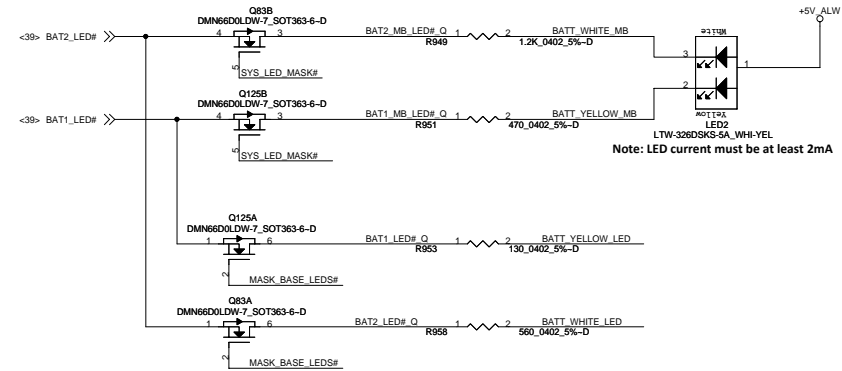 Q83B
DMN66D0LDW-7_SOT363-6~D
+5V_ALW
<39> BAT2_LED# 4 3 BAT2_MB_LED#_Q 1 2 BATT_WHITE_MB
R949 1.2K_0402_5%~D
White
3
1
5
SYS_LED_MASK#
2
Q125B
DMN66D0LDW-7_SOT363-6~D
<39> BAT1_LED# 4 3 BAT1_MB_LED#_Q 1 2 BATT_YELLOW_MB
R951 470_0402_5%~D
Yellow
LED2
LTW-326DSKS-5A_WHI-YEL
Note: LED current must be at least 2mA
5
SYS_LED_MASK#
Q125A
DMN66D0LDW-7_SOT363-6~D
1 6 BAT1_LED#_Q 1 2 BATT_YELLOW_LED
R953 130_0402_5%~D
2
MASK_BASE_LEDS#
Q83A
DMN66D0LDW-7_SOT363-6~D
1 6 BAT2_LED#_Q 1 2 BATT_WHITE_LED
R958 560_0402_5%~D
2
MASK_BASE_LEDS#